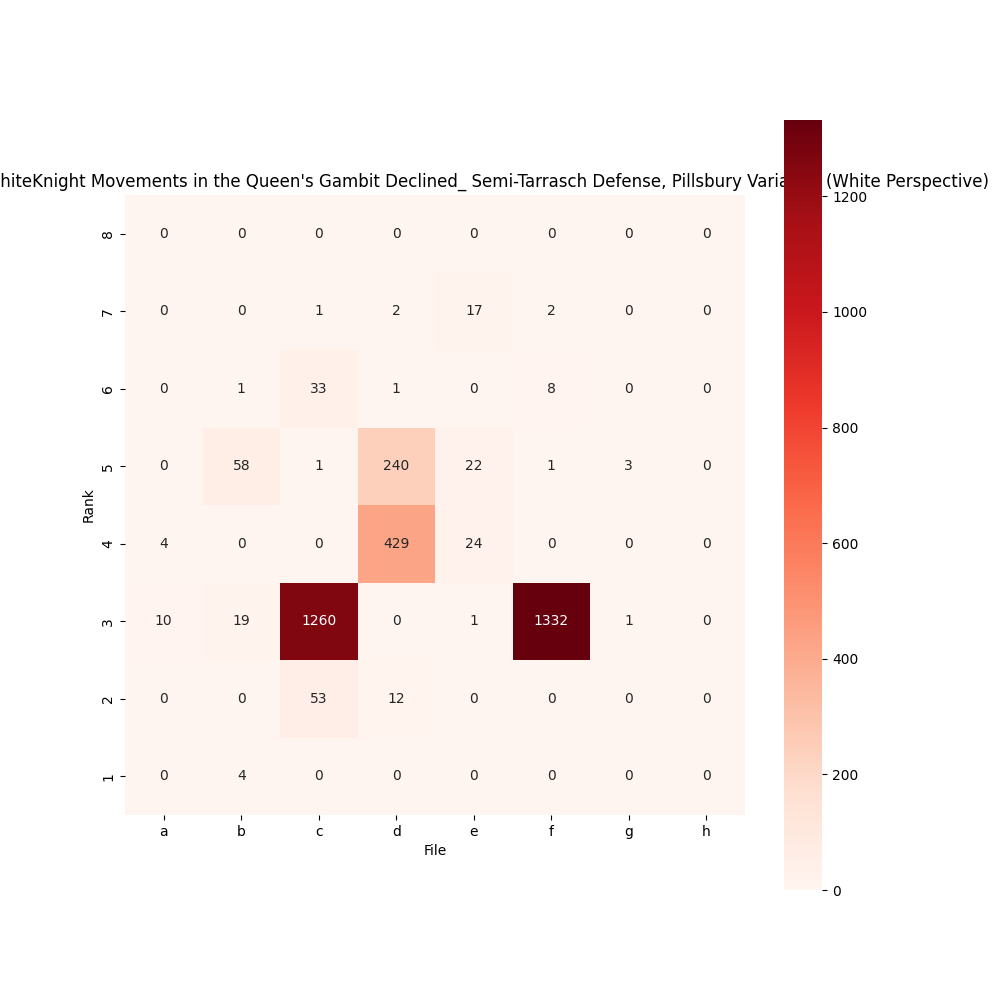 hiteKnight Movements in the Queen's Gambit Declined_ Semi-Tarrasch Defense, Pillsbury Varia (White Perspective)
1200
8 0 0 0 0 0 0 0 0
7 0 0 1 2 17 2 0 0
1000
6 0 1 33 1 0 8 0 0
800
5 0 58 1 240 22 1 3 0
Rank
4 4 0 0 429 24 0 0 0
600
3 10 19 1260 0 1 1332 1 0
400
2 0 0 53 12 0 0 0 0
200
1 0 4 0 0 0 0 0 0
a b c d e f g h
File
0